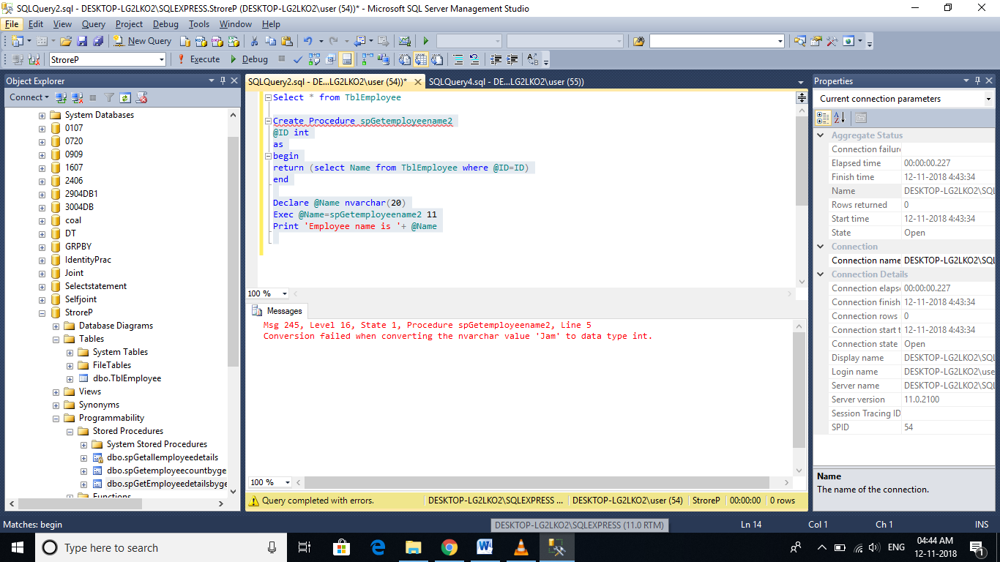 SQLQuery2.sql - DESKTOP-LG2LKO2\SQLEXPRESS.StroreP (DESKTOP-LG2LKO2\user (54))* - Microsoft SQL Server Management Studio
File Edit View Query Project Debug Tools Window Help
New Query
StroreP
Execute
Debug
Object Explorer
Connect
System Databases
0107
0720
0909
1607
2406
2904DB1
3004DB
coal
DT
GRPBY
IdentityPrac
Joint
Selectstatement
Selfjoint
StroreP
Database Diagrams
Tables
System Tables
FileTables
dbo.TblEmployee
Views
Synonyms
Programmability
Stored Procedures
System Stored Procedures
dbo.spGetallemployeedetails
dbo.spGetemployeecountbyge
dbo.spGetEmployeedetailsbyge
Functions
SQLQuery2.sql - DE...LG2LKO2\user (54))*
SQLQuery4.sql - DE...LG2LKO2\user (55))
Select * from TblEmployee
Create Procedure spGetemployeename2
@ID int
as
begin
return (select Name from TblEmployee where @ID=ID)
end
Declare @Name nvarchar(20)
Exec @Name=spGetemployeename2 11
Print 'Employee name is '+ @Name
100 %
Messages
Msg 245, Level 16, State 1, Procedure spGetemployeename2, Line 5
Conversion failed when converting the nvarchar value 'Jam' to data type int.
100 %
Query completed with errors.
DESKTOP-LG2LKO2\SQLEXPRESS ...
DESKTOP-LG2LKO2\user (54)
StroreP
00:00:00
0 rows
Properties
Current connection parameters
Aggregate Status
Connection failure
Elapsed time 00:00:00.227
Finish time 12-11-2018 4:43:34
Name DESKTOP-LG2LKO2\SQL
Rows returned 0
Start time 12-11-2018 4:43:34
State Open
Connection
Connection name DESKTOP-LG2LKO2\SQ
Connection Details
Connection elapse 00:00:00.227
Connection finish 12-11-2018 4:43:34
Connection rows 0
Connection start t 12-11-2018 4:43:34
Connection state Open
Display name DESKTOP-LG2LKO2\SQL
Login name DESKTOP-LG2LKO2\use
Server name DESKTOP-LG2LKO2\SQL
Server version 11.0.2100
Session Tracing ID
SPID 54
Name
The name of the connection.
Matches: begin
DESKTOP-LG2LKO2\SQLEXPRESS (11.0 RTM)
Ln 14
Col 1
Ch 1
INS
Type here to search
ENG
04:44 AM
12-11-2018
1